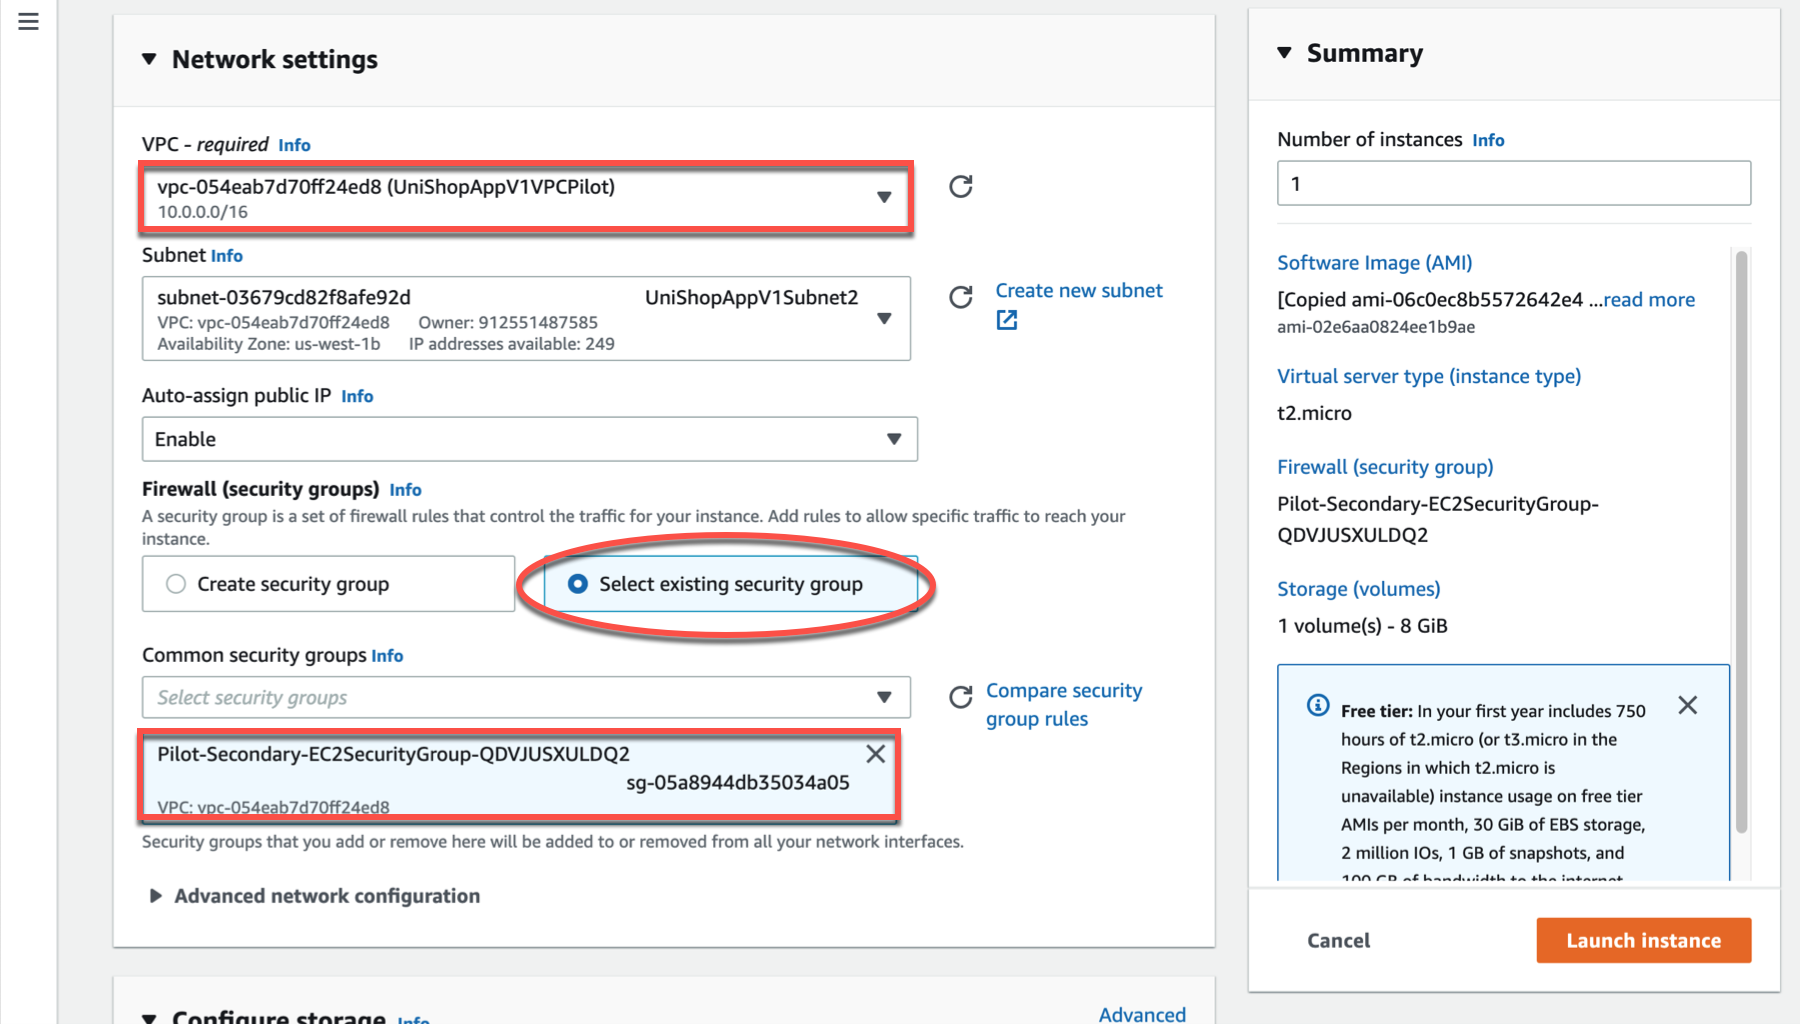 Network settings
VPC - required Info
vpc-054eab7d70ff24ed8 (UniShopAppV1VPCPilot)
10.0.0.0/16
Subnet Info
subnet-03679cd82f8afe92d UniShopAppV1Subnet2
VPC: vpc-054eab7d70ff24ed8 Owner: 912551487585
Availability Zone: us-west-1b IP addresses available: 249
Create new subnet
Auto-assign public IP Info
Enable
Firewall (security groups) Info
A security group is a set of firewall rules that control the traffic for your instance. Add rules to allow specific traffic to reach your
instance.
Create security group
Select existing security group
Common security groups Info
Select security groups
Compare security
group rules
Pilot-Secondary-EC2SecurityGroup-QDVJUSXULDQ2
sg-05a8944db35034a05
VPC: vpc-054eab7d70ff24ed8
Security groups that you add or remove here will be added to or removed from all your network interfaces.
Advanced network configuration
Configure storage Info
Advanced
Summary
Number of instances Info
1
Software Image (AMI)
[Copied ami-06c0ec8b5572642e4 ...read more
ami-02e6aa0824ee1b9ae
Virtual server type (instance type)
t2.micro
Firewall (security group)
Pilot-Secondary-EC2SecurityGroup-
QDVJUSXULDQ2
Storage (volumes)
1 volume(s) - 8 GiB
Free tier: In your first year includes 750
hours of t2.micro (or t3.micro in the
Regions in which t2.micro is
unavailable) instance usage on free tier
AMIs per month, 30 GiB of EBS storage,
2 million IOs, 1 GB of snapshots, and
100 GB of bandwidth to the internet
Cancel
Launch instance